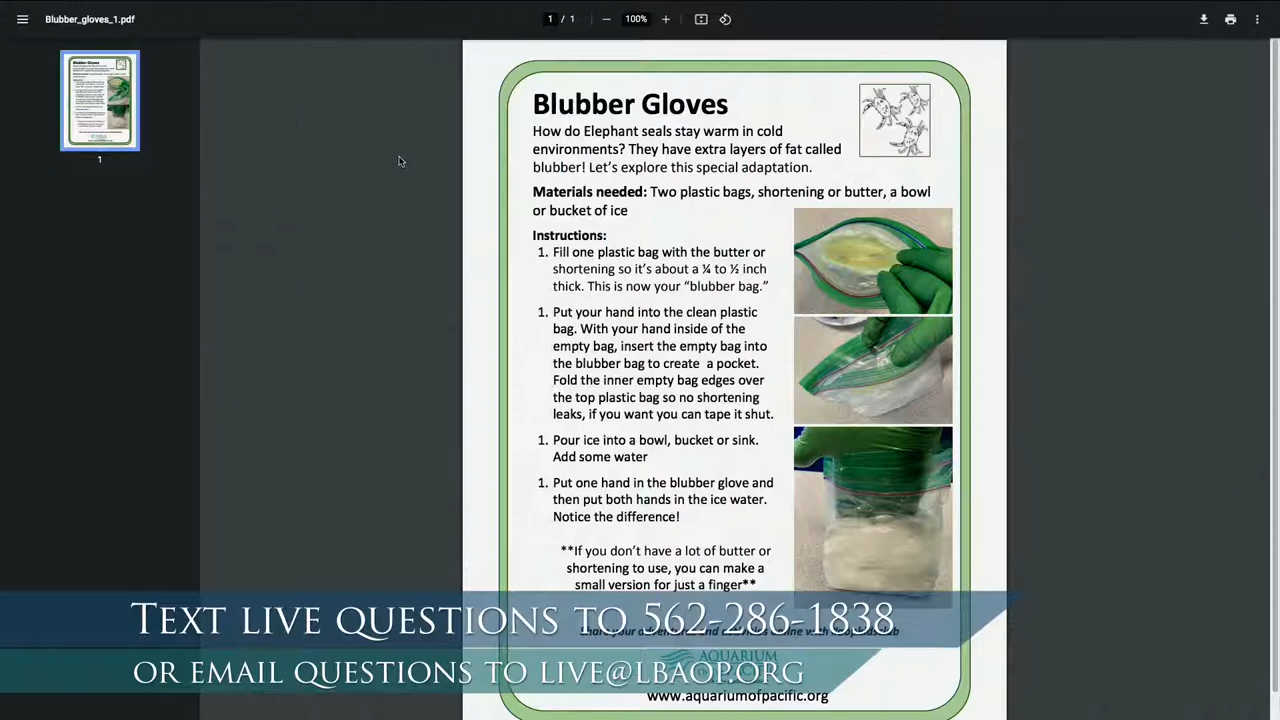 Blubber_gloves_1.pdf
1 / 1
100%
1
Blubber Gloves
How do Elephant seals stay warm in cold
environments? They have extra layers of fat called
blubber! Let's explore this special adaptation.
Materials needed: Two plastic bags, shortening or butter, a bowl
or bucket of ice
Instructions:
1. Fill one plastic bag with the butter or
shortening so it's about a ¼ to ½ inch
thick. This is now your "blubber bag."
1. Put your hand into the clean plastic
bag. With your hand inside of the
empty bag, insert the empty bag into
the blubber bag to create a pocket.
Fold the inner empty bag edges over
the top plastic bag so no shortening
leaks, if you want you can tape it shut.
1. Pour ice into a bowl, bucket or sink.
Add some water
1. Put one hand in the blubber glove and
then put both hands in the ice water.
Notice the difference!
**If you don't have a lot of butter or
shortening to use, you can make a
small version for just a finger**
TEXT LIVE QUESTIONS TO 562-286-1838
OR EMAIL QUESTIONS TO LIVE@LBAOP.ORG
AQUARIUM
www.aquariumofpacific.org